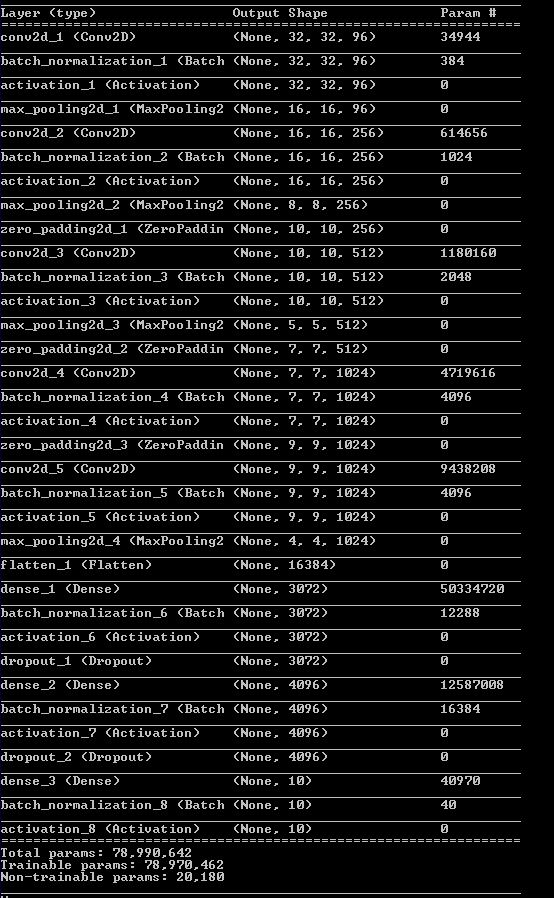 Layer (type) Output Shape Param #
conv2d_1 (Conv2D) (None, 32, 32, 96) 34944
batch_normalization_1 (Batch (None, 32, 32, 96) 384
activation_1 (Activation) (None, 32, 32, 96) 0
max_pooling2d_1 (MaxPooling2 (None, 16, 16, 96) 0
conv2d_2 (Conv2D) (None, 16, 16, 256) 614656
batch_normalization_2 (Batch (None, 16, 16, 256) 1024
activation_2 (Activation) (None, 16, 16, 256) 0
max_pooling2d_2 (MaxPooling2 (None, 8, 8, 256) 0
zero_padding2d_1 (ZeroPaddin (None, 10, 10, 256) 0
conv2d_3 (Conv2D) (None, 10, 10, 512) 1180160
batch_normalization_3 (Batch (None, 10, 10, 512) 2048
activation_3 (Activation) (None, 10, 10, 512) 0
max_pooling2d_3 (MaxPooling2 (None, 5, 5, 512) 0
zero_padding2d_2 (ZeroPaddin (None, 7, 7, 512) 0
conv2d_4 (Conv2D) (None, 7, 7, 1024) 4719616
batch_normalization_4 (Batch (None, 7, 7, 1024) 4096
activation_4 (Activation) (None, 7, 7, 1024) 0
zero_padding2d_3 (ZeroPaddin (None, 9, 9, 1024) 0
conv2d_5 (Conv2D) (None, 9, 9, 1024) 9438208
batch_normalization_5 (Batch (None, 9, 9, 1024) 4096
activation_5 (Activation) (None, 9, 9, 1024) 0
max_pooling2d_4 (MaxPooling2 (None, 4, 4, 1024) 0
flatten_1 (Flatten) (None, 16384) 0
dense_1 (Dense) (None, 3072) 50334720
batch_normalization_6 (Batch (None, 3072) 12288
activation_6 (Activation) (None, 3072) 0
dropout_1 (Dropout) (None, 3072) 0
dense_2 (Dense) (None, 4096) 12587008
batch_normalization_7 (Batch (None, 4096) 16384
activation_7 (Activation) (None, 4096) 0
dropout_2 (Dropout) (None, 4096) 0
dense_3 (Dense) (None, 10) 40970
batch_normalization_8 (Batch (None, 10) 40
activation_8 (Activation) (None, 10) 0
Total params: 78,990,642
Trainable params: 78,970,462
Non-trainable params: 20,180